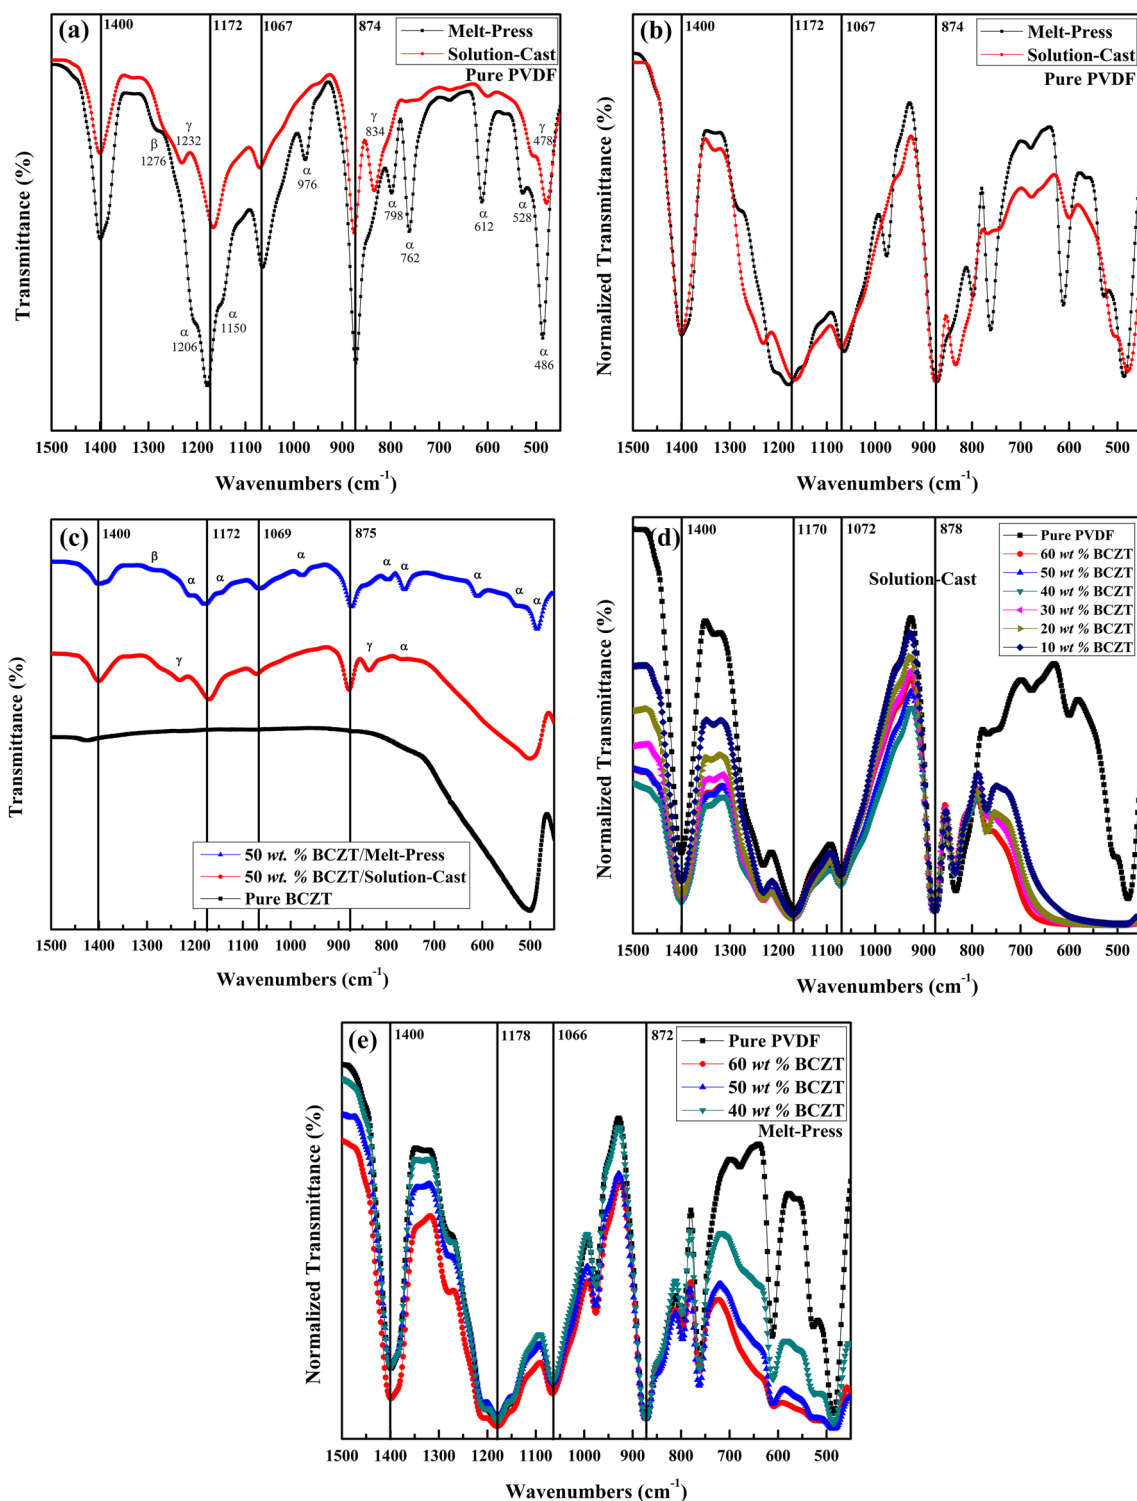 (a)
1400
1172
1067
874
Melt-Press
Solution-Cast
Pure PVDF
β
1276
γ
1232
α
1206
α
1150
α
976
γ
834
α
798
α
762
α
612
α
528
γ
478
α
486
Transmittance (%)
1500 1400 1300 1200 1100 1000 900 800 700 600 500
Wavenumbers (cm⁻¹)
(b)
1400
1172
1067
874
Melt-Press
Solution-Cast
Pure PVDF
Normalized Transmittance (%)
1500 1400 1300 1200 1100 1000 900 800 700 600 500
Wavenumbers (cm⁻¹)
(c)
1400
1172
1069
875
β
α
α
α
α
α
α
α
α
γ
γ
α
50 wt. % BCZT/Melt-Press
50 wt. % BCZT/Solution-Cast
Pure BCZT
Transmittance (%)
1500 1400 1300 1200 1100 1000 900 800 700 600 500
Wavenumbers (cm⁻¹)
(d)
1400
1170
1072
878
Solution-Cast
Pure PVDF
60 wt % BCZT
50 wt % BCZT
40 wt % BCZT
30 wt % BCZT
20 wt % BCZT
10 wt % BCZT
Normalized Transmittance (%)
1500 1400 1300 1200 1100 1000 900 800 700 600 500
Wavenumbers (cm⁻¹)
(e)
1400
1178
1066
872
Pure PVDF
60 wt % BCZT
50 wt % BCZT
40 wt % BCZT
Melt-Press
Normalized Transmittance (%)
1500 1400 1300 1200 1100 1000 900 800 700 600 500
Wavenumbers (cm⁻¹)